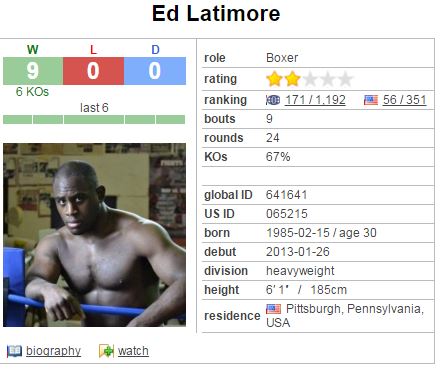 Ed Latimore
W L D
9 0 0
6 KOs
last 6
role Boxer
rating
ranking 171 / 1,192 56 / 351
bouts 9
rounds 24
KOs 67%
global ID 641641
US ID 065215
born 1985-02-15 / age 30
debut 2013-01-26
division heavyweight
height 6′ 1″ / 185cm
residence Pittsburgh, Pennsylvania,
USA
biography watch